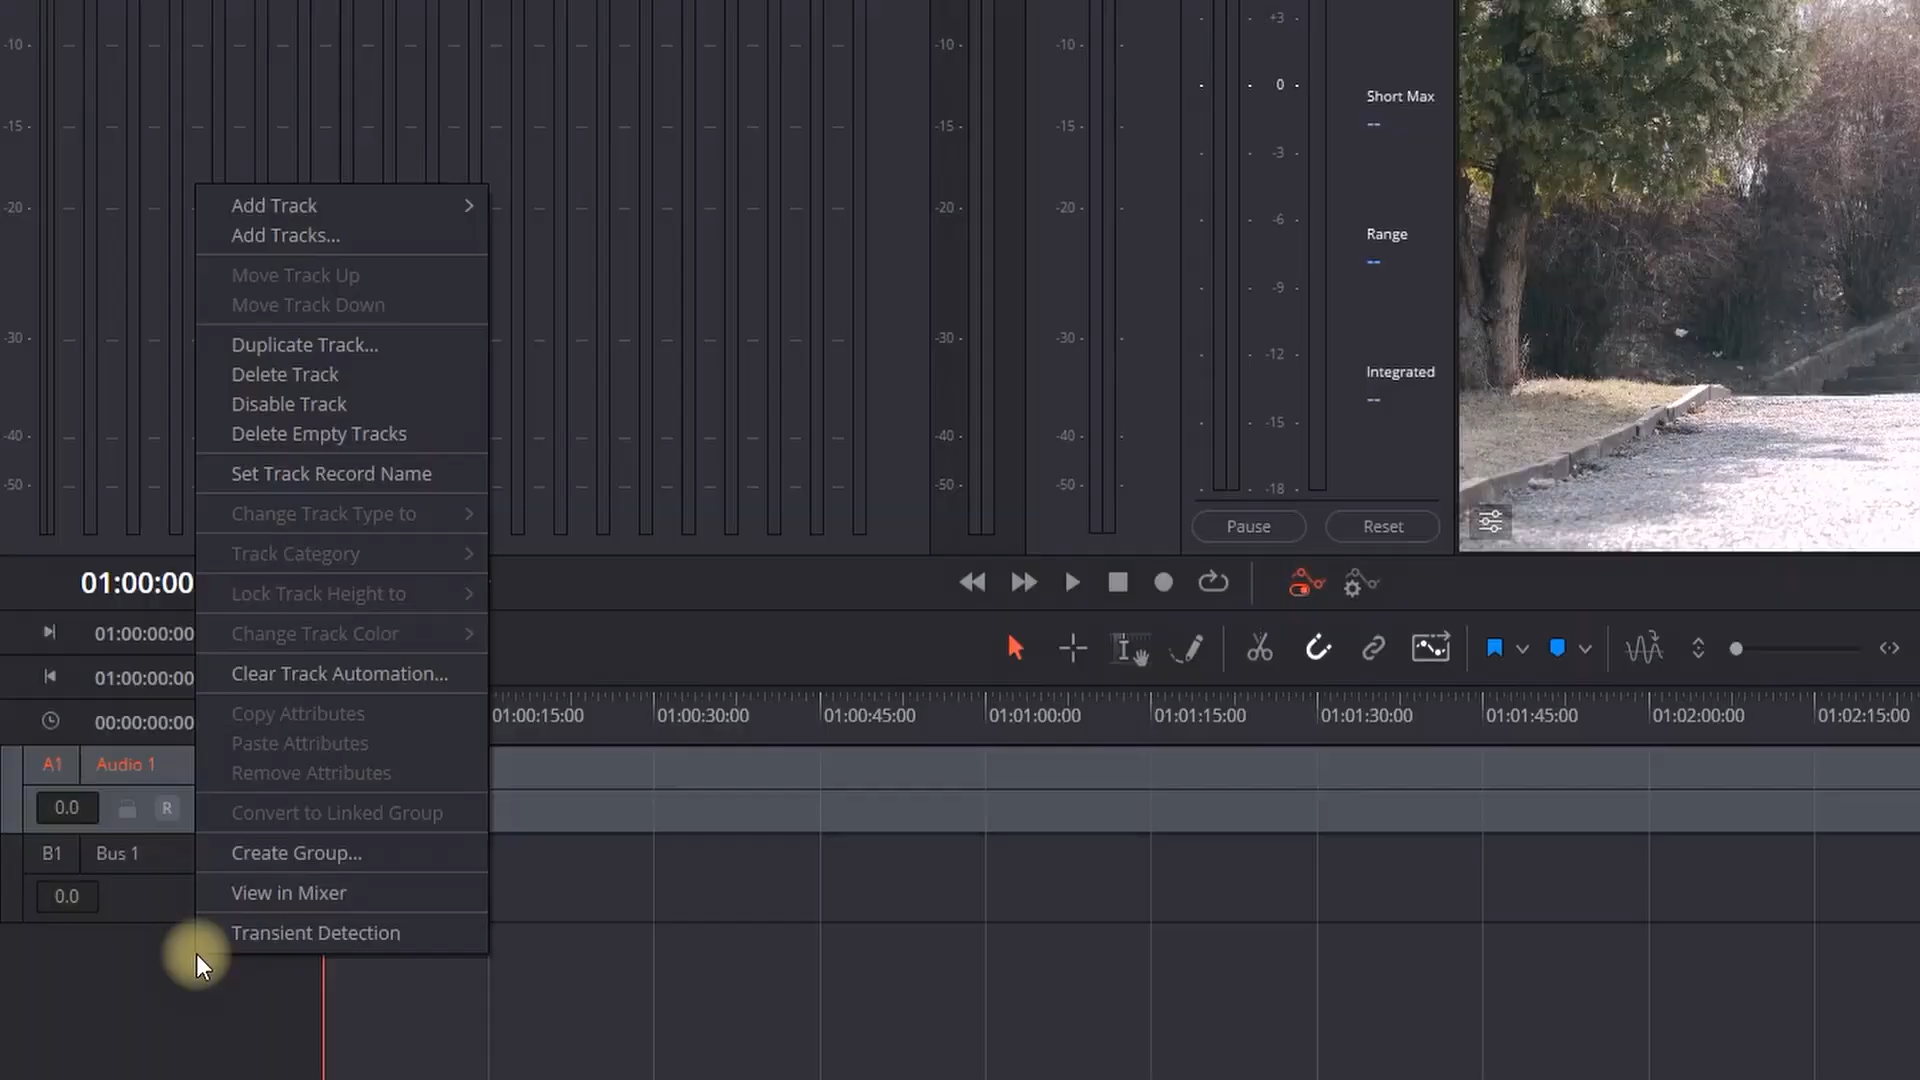 -10 -10 -10 +3
0
Short Max
--
-15 -15 -15 -3
-20 -20 -20 -6
Range
--
-9
-30 -30 -30 -12
Integrated
--
-40 -40 -40 -15
-50 -50 -50 -18
Pause Reset
Add Track
Add Tracks...
Move Track Up
Move Track Down
Duplicate Track...
Delete Track
Disable Track
Delete Empty Tracks
Set Track Record Name
Change Track Type to
Track Category
Lock Track Height to
Change Track Color
Clear Track Automation...
Copy Attributes
Paste Attributes
Remove Attributes
Convert to Linked Group
Create Group...
View in Mixer
Transient Detection
01:00:00
01:00:00:00
01:00:00:00
00:00:00:00
01:00:15:00 01:00:30:00 01:00:45:00 01:01:00:00 01:01:15:00 01:01:30:00 01:01:45:00 01:02:00:00 01:02:15:00
A1 Audio 1
0.0 R
B1 Bus 1
0.0